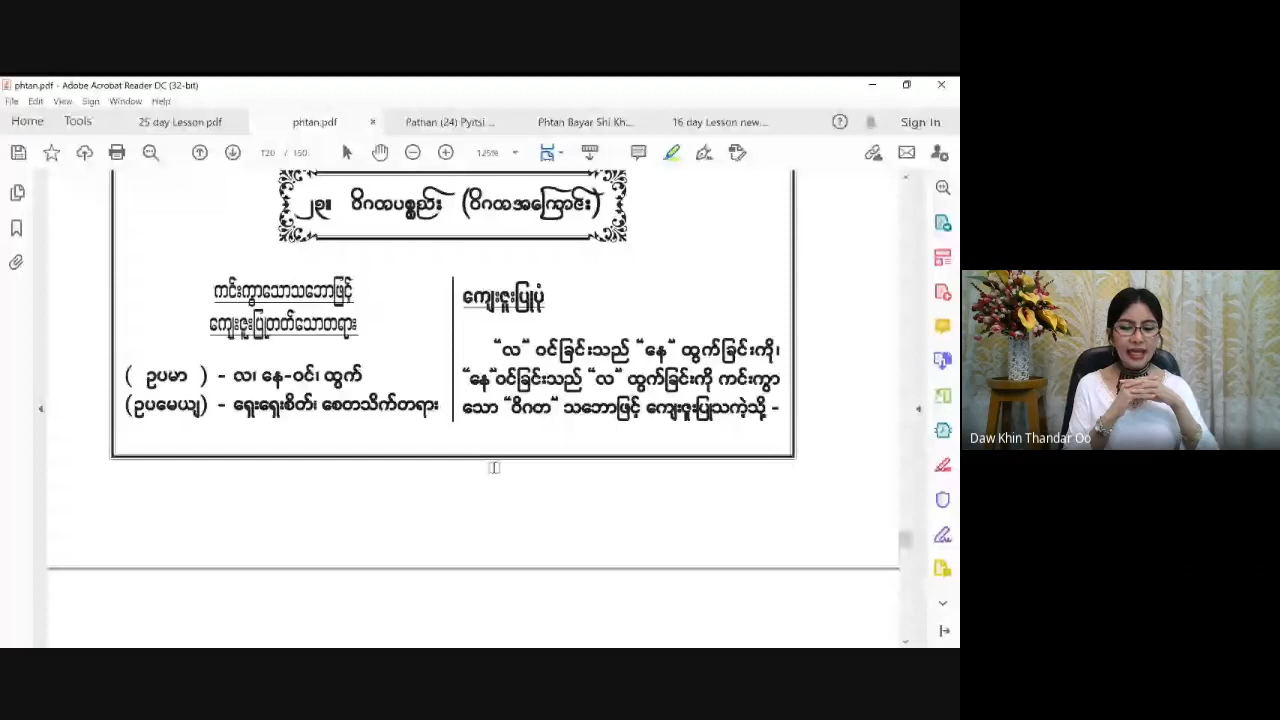 phtan.pdf - Adobe Acrobat Reader DC (32-bit)
File Edit View Sign Window Help
Home Tools 25 day Lesson.pdf phtan.pdf × Patnan (24) Pyitsi ... Phtan Bayar Shi Kh... 16 day Lesson new... Sign In
120 / 150 125%
၂၃။ ဝိဂတပစ္စည်း (ဝိဂတအကြောင်း)
ကင်းကွာသောသဘောဖြင့်
ကျေးဇူးပြုတတ်သောတရား
( ဥပမာ ) - လ၊ နေ-ဝင်၊ ထွက်
(ဥပမေယျ) - ရှေးရှေးစိတ်၊ စေတသိက်တရား
ကျေးဇူးပြုပုံ
“လ” ဝင်ခြင်းသည် “နေ” ထွက်ခြင်းကို၊
“နေ”ဝင်ခြင်းသည် “လ” ထွက်ခြင်းကို ကင်းကွာ
သော “ဝိဂတ” သဘောဖြင့် ကျေးဇူးပြုသကဲ့သို့ -
Daw Khin Thandar Oo